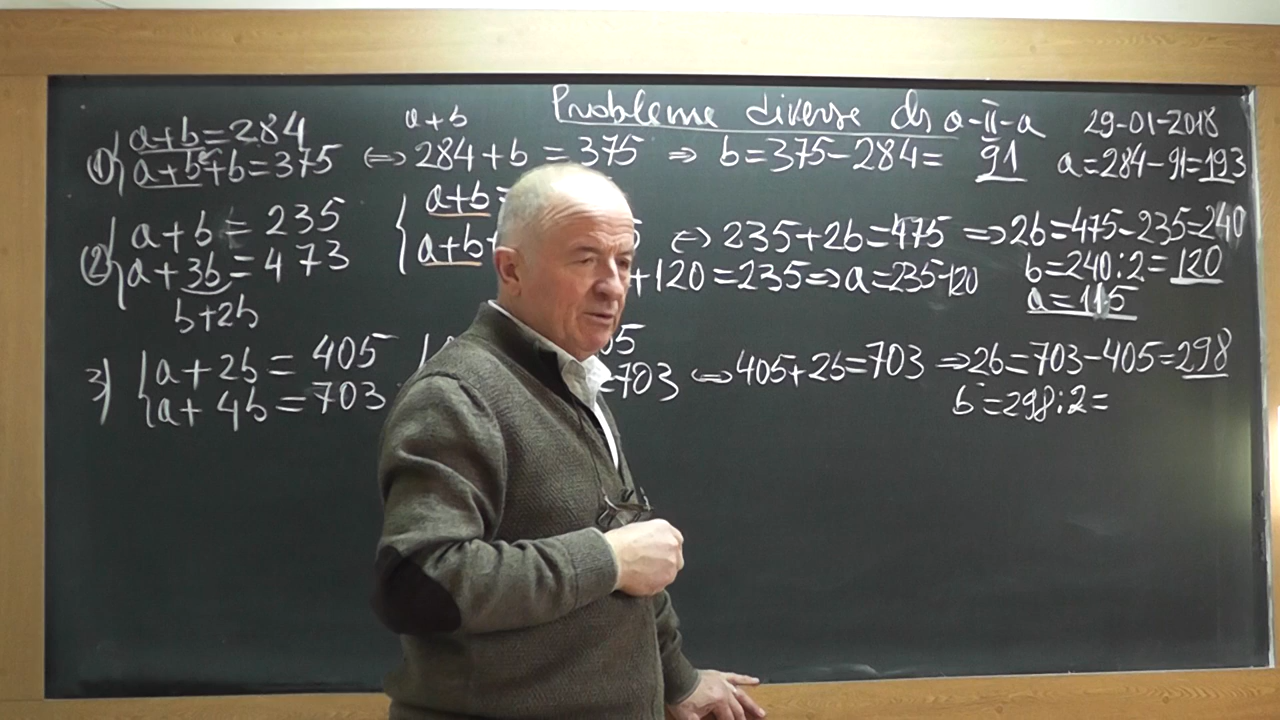 Probleme diverse cls a-II-a 29-01-2018
a+b
1) a+b=284
a+b+b=375 <=> 284+b=375 => b=375-284= 91 a=284-91=193
2) a+b=235 a+b=
a+3b=473 a+b+ 5 <=> 235+2b=475 => 2b=475-235=240
b+2b +120=235 => a=235-120 b=240:2=120
a=115
3) a+2b=405 05
a+4b=703 =703 <=> 405+2b=703 => 2b=703-405=298
b=298:2=